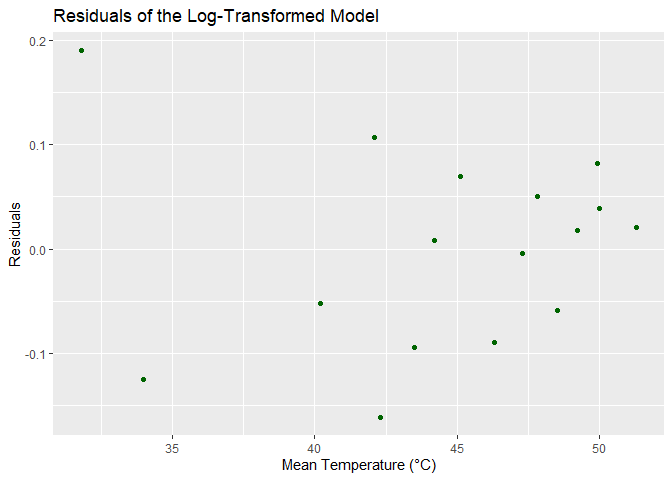 Residuals of the Log-Transformed Model
0.2
0.1
0.0
-0.1
Residuals
35 40 45 50
Mean Temperature (°C)